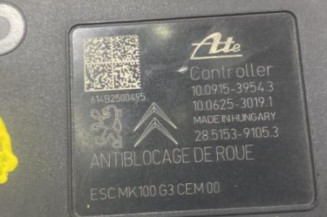 Ate
Controller
10.0915-3954.3
10.0625-3019.1
MADE IN HUNGARY
28.5153-9105.3
ANTIBLOCAGE DE ROUE
ESC MK100 G3 CEM 00